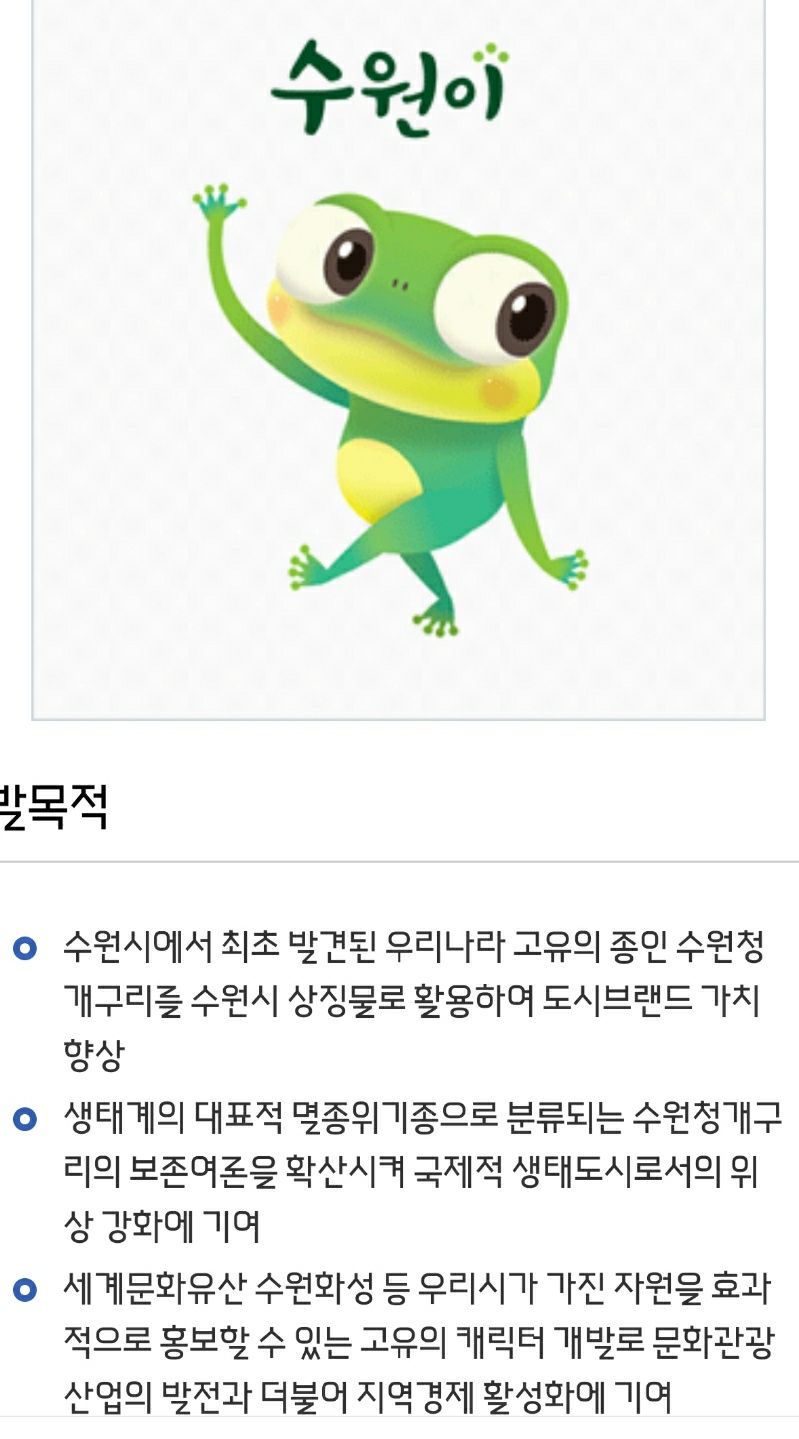 수원이
발목적
수원시에서 최초 발견된 우리나라 고유의 종인 수원청
개구리를 수원시 상징물로 활용하여 도시브랜드 가치
향상
생태계의 대표적 멸종위기종으로 분류되는 수원청개구
리의 보존여론을 확산시켜 국제적 생태도시로서의 위
상 강화에 기여
세계문화유산 수원화성 등 우리시가 가진 자원을 효과
적으로 홍보할 수 있는 고유의 캐릭터 개발로 문화관광
산업의 발전과 더불어 지역경제 활성화에 기여